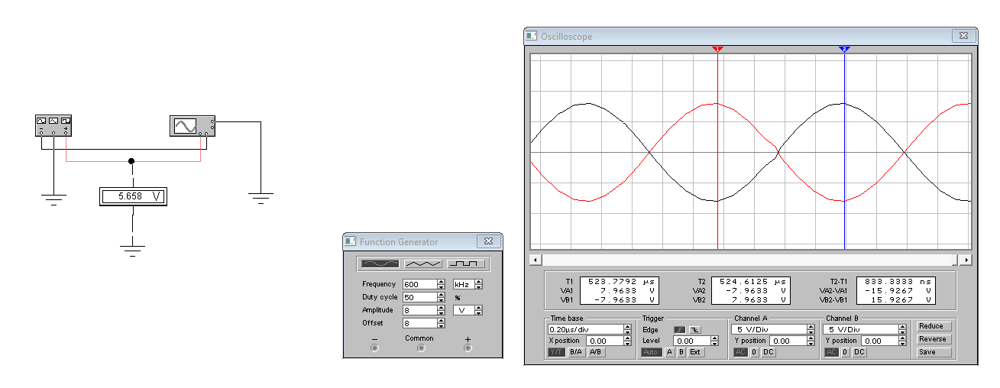 Oscilloscope
1
2
− +
5.658 V
Function Generator
Frequency 600 kHz
Duty cycle 50 %
Amplitude 8 V
Offset 8
− Common +
T1 523.7792 µs T2 524.6125 µs T2-T1 833.3333 ns
VA1 7.9633 V VA2 -7.9633 V VA2-VA1 -15.9267 V
VB1 -7.9633 V VB2 7.9633 V VB2-VB1 15.9267 V
Time base Trigger Channel A Channel B
0.20µs/div Edge 5 V/Div 5 V/Div Reduce
X position 0.00 Level 0.00 Y position 0.00 Y position 0.00 Reverse
Y/T B/A A/B Auto A B Ext AC 0 DC AC 0 DC Save